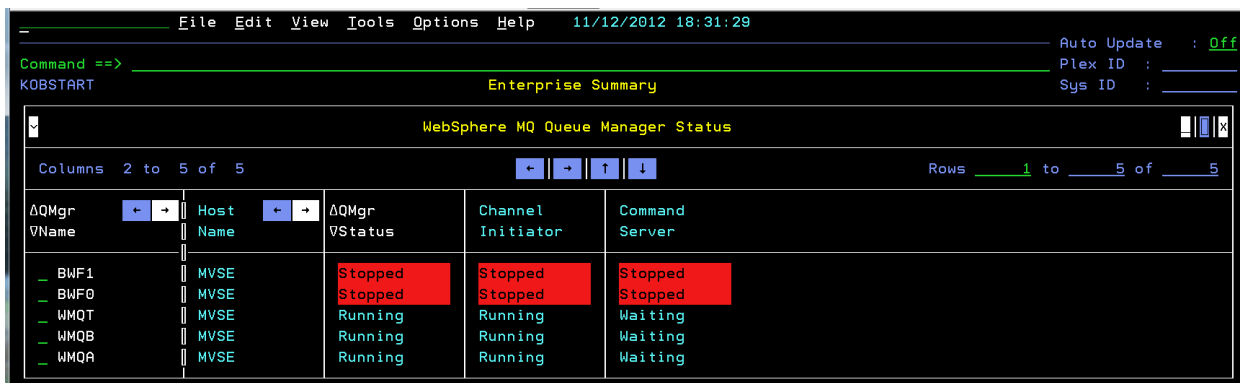 File Edit View Tools Options Help 11/12/2012 18:31:29
Auto Update : Off
Command ==>
Plex ID :
KOBSTART Enterprise Summary Sys ID :
WebSphere MQ Queue Manager Status _ x
Columns 2 to 5 of 5 ← → ↑ ↓ Rows 1 to 5 of 5
ΔQMgr ← → Host ← → ΔQMgr Channel Command
∇Name Name ∇Status Initiator Server
_ BWF1 MVSE Stopped Stopped Stopped
_ BWF0 MVSE Stopped Stopped Stopped
_ WMQT MVSE Running Running Waiting
_ WMQB MVSE Running Running Waiting
_ WMQA MVSE Running Running Waiting